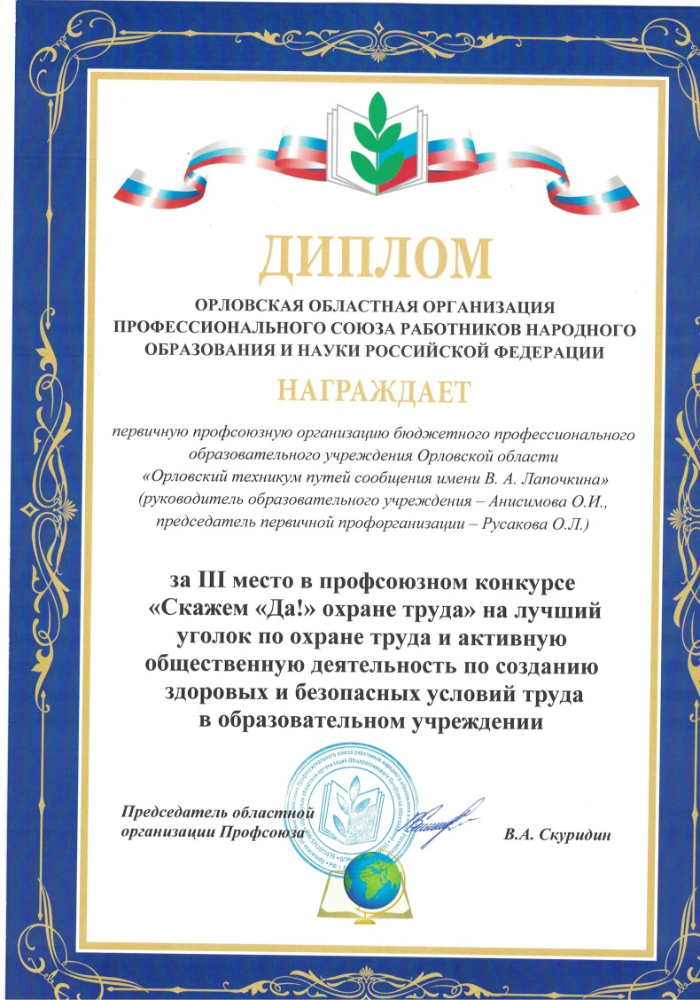 ДИПЛОМ
ОРЛОВСКАЯ ОБЛАСТНАЯ ОРГАНИЗАЦИЯ
ПРОФЕССИОНАЛЬНОГО СОЮЗА РАБОТНИКОВ НАРОДНОГО
ОБРАЗОВАНИЯ И НАУКИ РОССИЙСКОЙ ФЕДЕРАЦИИ
НАГРАЖДАЕТ
первичную профсоюзную организацию бюджетного профессионального
образовательного учреждения Орловской области
«Орловский техникум путей сообщения имени В. А. Лапочкина»
(руководитель образовательного учреждения – Анисимова О.И.,
председатель первичной профорганизации – Русакова О.Л.)
за III место в профсоюзном конкурсе
«Скажем «Да!» охране труда» на лучший
уголок по охране труда и активную
общественную деятельность по созданию
здоровых и безопасных условий труда
в образовательном учреждении
Председатель областной
организации Профсоюза
В.А. Скуридин